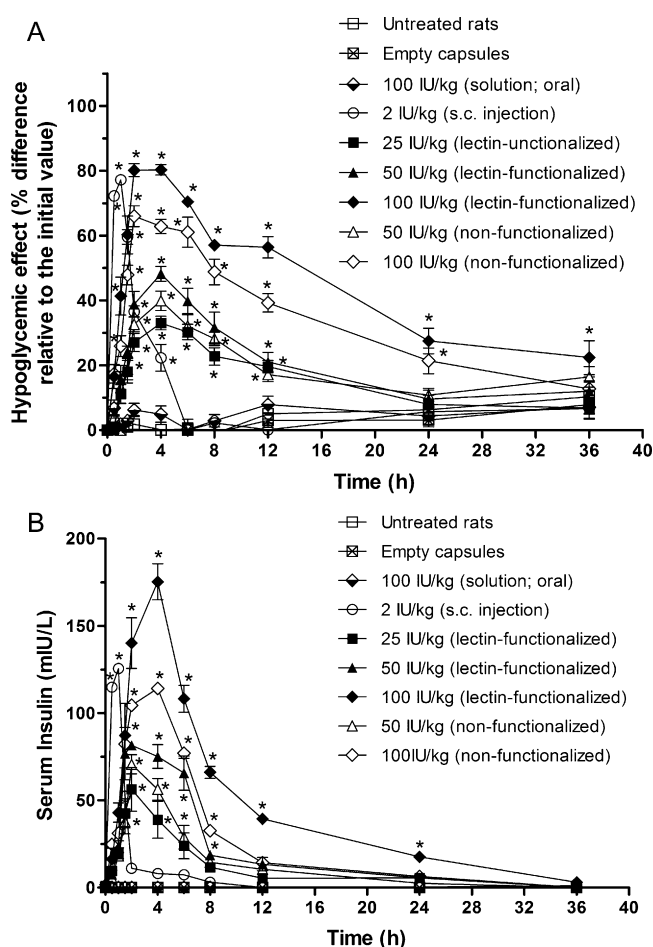 A
Untreated rats
Empty capsules
100 IU/kg (solution; oral)
2 IU/kg (s.c. injection)
25 IU/kg (lectin-unctionalized)
50 IU/kg (lectin-functionalized)
100 IU/kg (lectin-functionalized)
50 IU/kg (non-functionalized)
100 IU/kg (non-functionalized)
Hypoglycemic effect (% difference
relative to the initial value)
100
80
60
40
20
0
0 4 8 12 16 20 24 28 32 36 40
Time (h)
B
Untreated rats
Empty capsules
100 IU/kg (solution; oral)
2 IU/kg (s.c. injection)
25 IU/kg (lectin-functionalized)
50 IU/kg (lectin-functionalized)
100 IU/kg (lectin-functionalized)
50 IU/kg (non-functionalized)
100IU/kg (non-functionalized)
Serum Insulin (mIU/L)
200
150
100
50
0
0 4 8 12 16 20 24 28 32 36 40
Time (h)